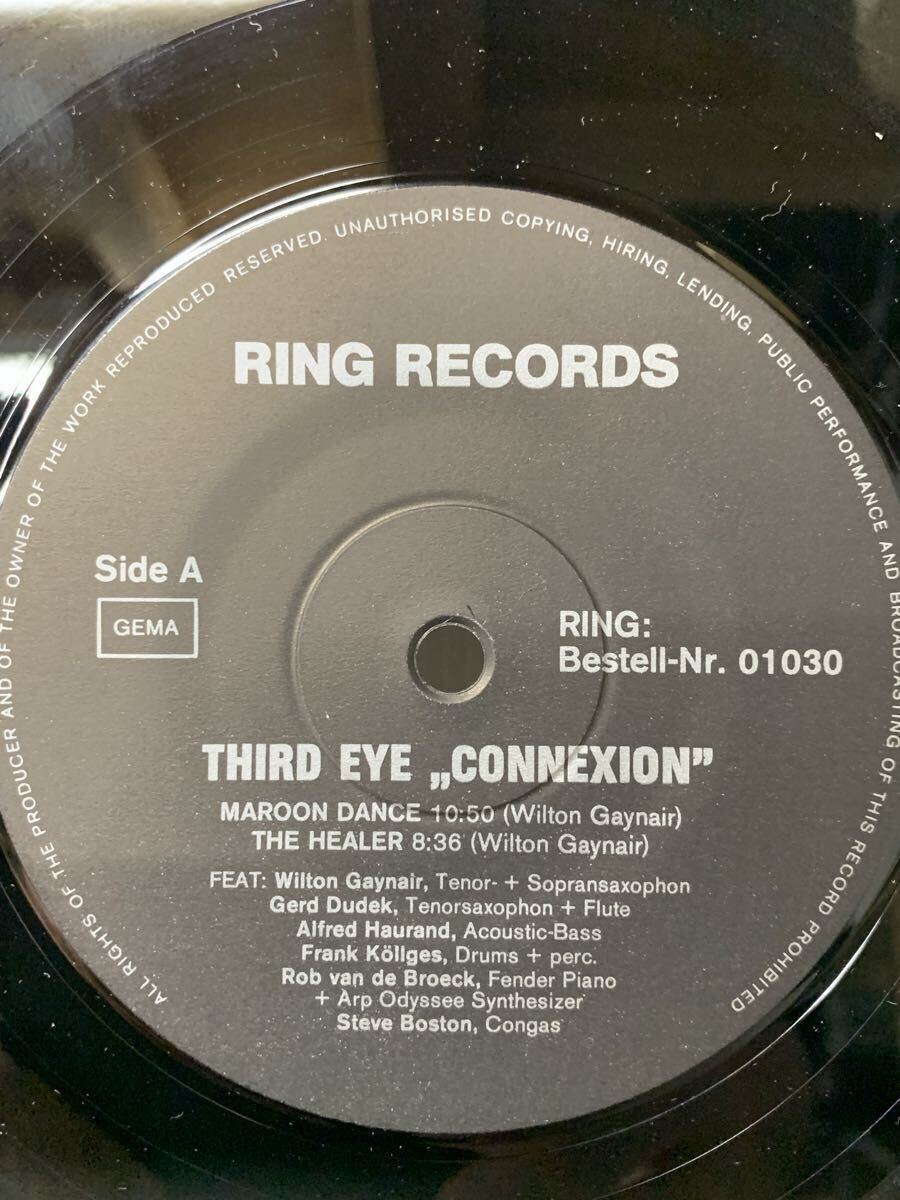 ALL RIGHTS OF THE PRODUCER AND OF THE OWNER OF THE WORK REPRODUCED RESERVED. UNAUTHORISED COPYING, HIRING, LENDING, PUBLIC PERFORMANCE AND BROADCASTING OF THIS RECORD PROHIBITED
RING RECORDS
Side A
GEMA
RING:
Bestell-Nr. 01030
THIRD EYE „CONNEXION”
MAROON DANCE 10:50 (Wilton Gaynair)
THE HEALER 8:36 (Wilton Gaynair)
FEAT: Wilton Gaynair, Tenor- + Sopransaxophon
Gerd Dudek, Tenorsaxophon + Flute
Alfred Haurand, Acoustic-Bass
Frank Köllges, Drums + perc.
Rob van de Broeck, Fender Piano
+ Arp Odyssee Synthesizer
Steve Boston, Congas